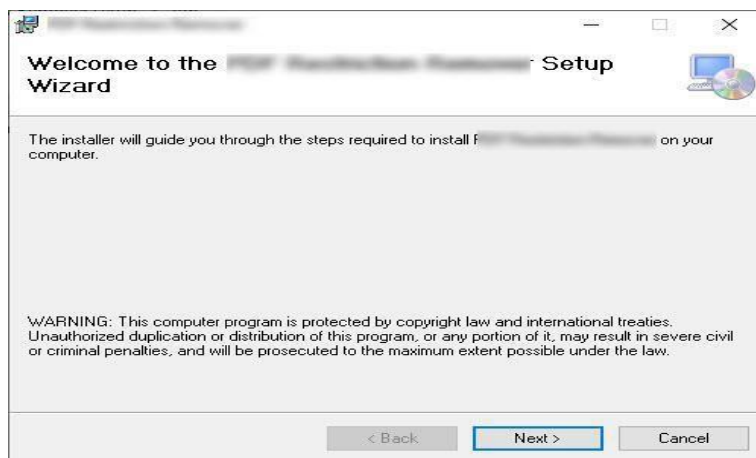 Welcome to the Setup
Wizard
The installer will guide you through the steps required to install on your
computer.
WARNING: This computer program is protected by copyright law and international treaties.
Unauthorized duplication or distribution of this program, or any portion of it, may result in severe civil
or criminal penalties, and will be prosecuted to the maximum extent possible under the law.
< Back
Next >
Cancel